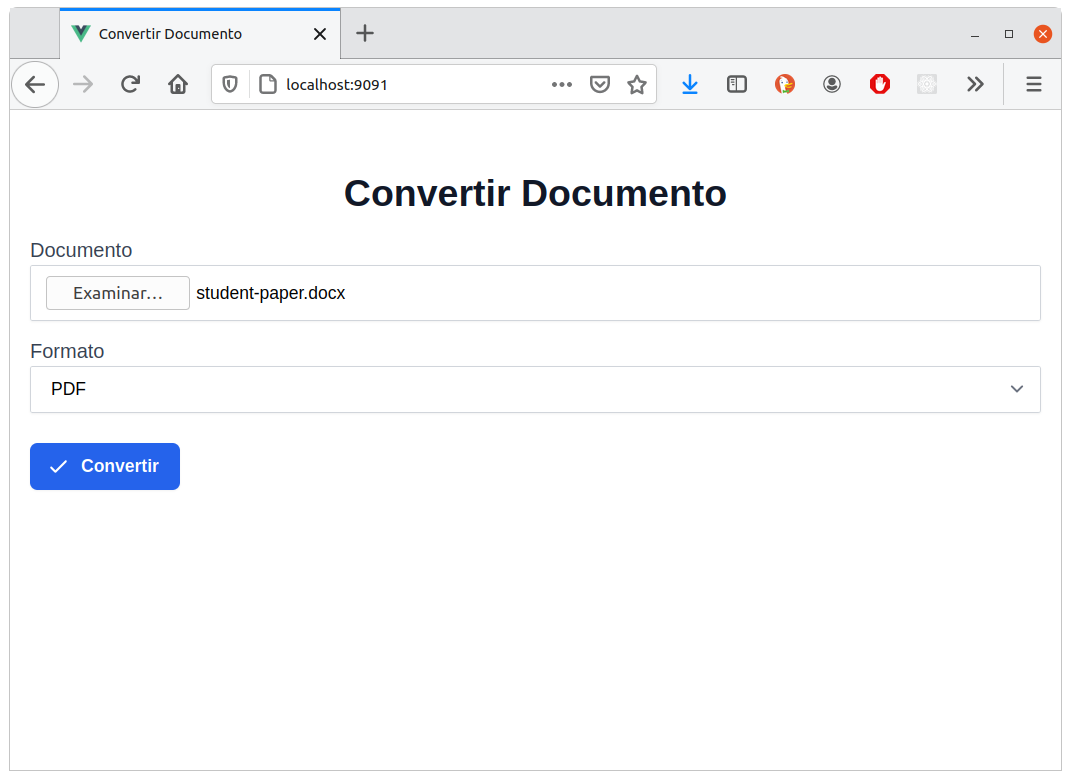 Convertir Documento
localhost:9091
Convertir Documento
Documento
Examinar... student-paper.docx
Formato
PDF
Convertir